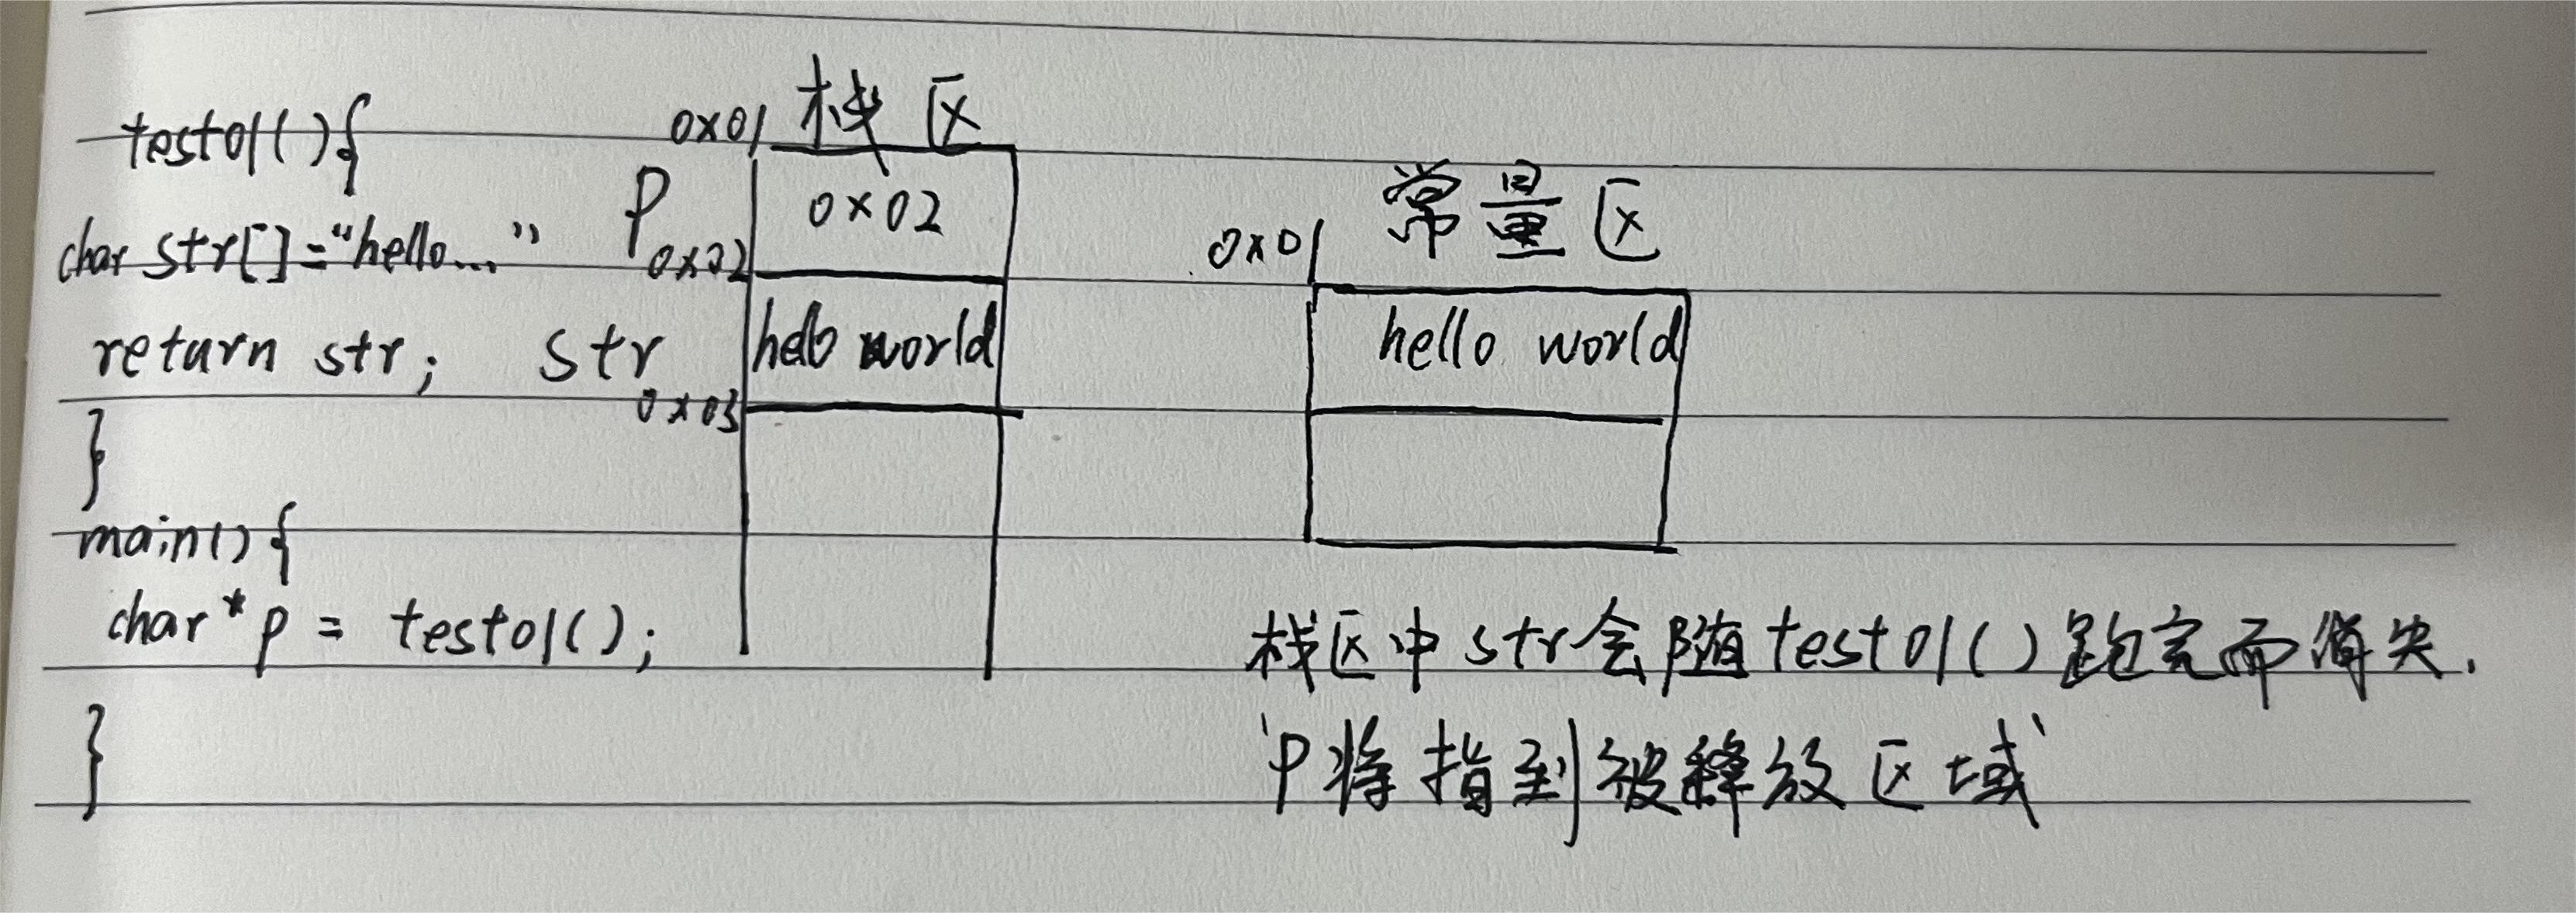 test01(){
char str[]="hello..."
return str;
}
main(){
char* p = test01();
}
栈区
0x01
P
0x02
0x02
str
hello world
0x03
常量区
0x01
hello world
栈区中str会随test01()跑完而消失.
P将指到被释放区域